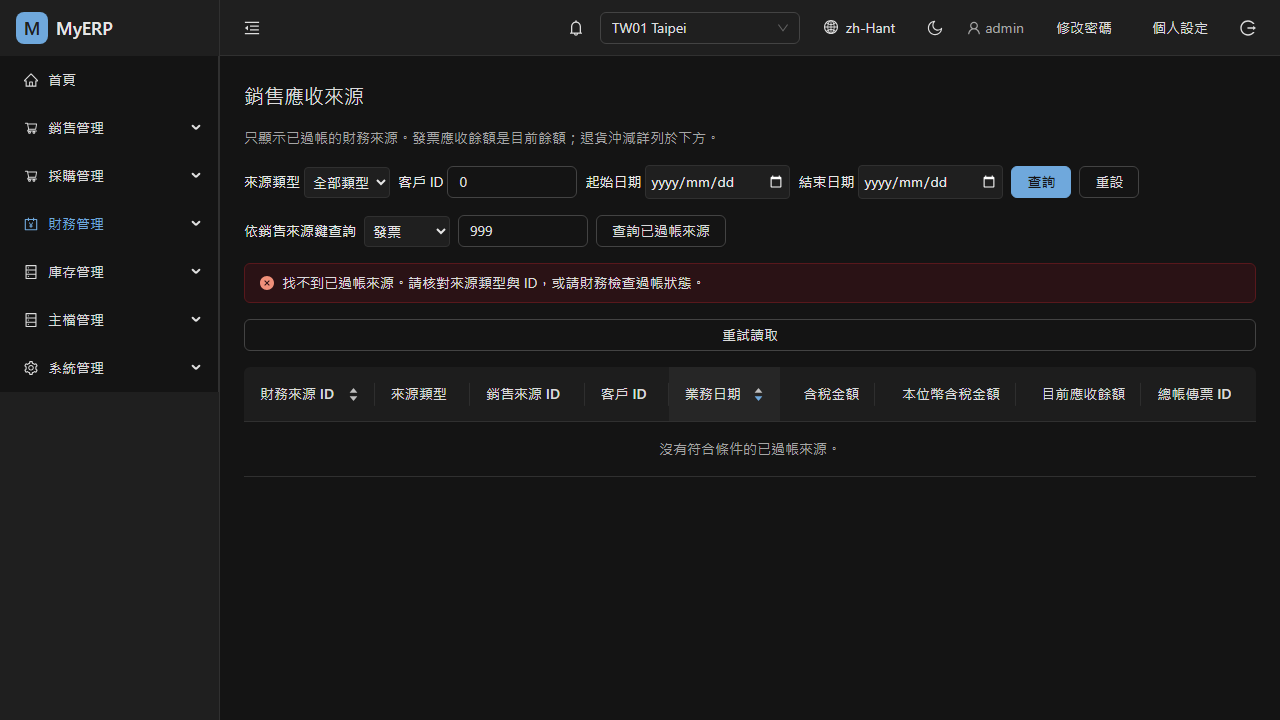 M MyERP
TW01 Taipei
zh-Hant
admin
修改密碼
個人設定
首頁
銷售管理
採購管理
財務管理
庫存管理
主檔管理
系統管理
銷售應收來源
只顯示已過帳的財務來源。發票應收餘額是目前餘額；退貨沖減詳列於下方。
來源類型 全部類型 客戶 ID 0 起始日期 yyyy/mm/dd 結束日期 yyyy/mm/dd 查詢 重設
依銷售來源鍵查詢 發票 999 查詢已過帳來源
找不到已過帳來源。請核對來源類型與 ID，或請財務檢查過帳狀態。
重試讀取
財務來源 ID 來源類型 銷售來源 ID 客戶 ID 業務日期 含稅金額 本位幣含稅金額 目前應收餘額 總帳傳票 ID
沒有符合條件的已過帳來源。